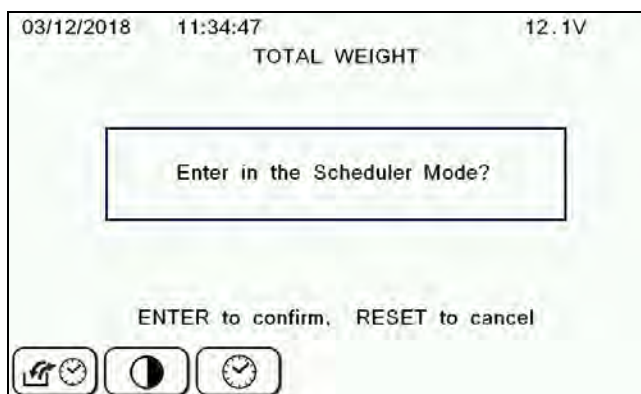 03/12/2018 11:34:47 12.1V
TOTAL WEIGHT
Enter in the Scheduler Mode?
ENTER to confirm, RESET to cancel